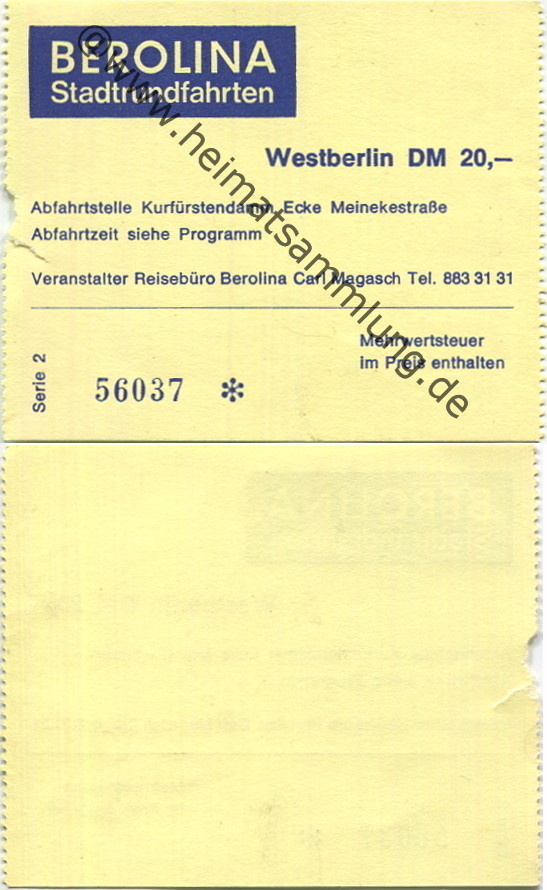 BEROLINA
Stadtrundfahrten
Westberlin DM 20,—
Abfahrtstelle Kurfürstendamm Ecke Meinekestraße
Abfahrtzeit siehe Programm
Veranstalter Reisebüro Berolina Carl Magasch Tel. 883 31 31
Mehrwertsteuer
im Preis enthalten
Serie 2
56037 ✻
©www.heimatsammlung.de